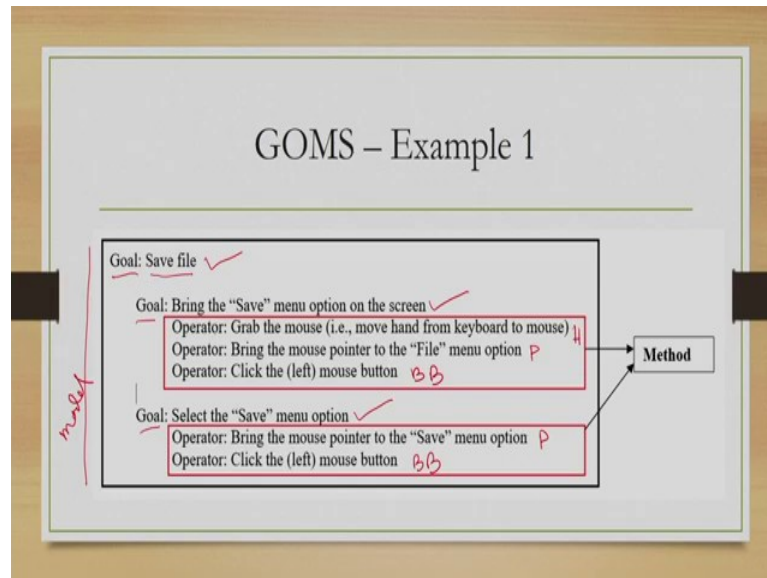 GOMS – Example 1
Goal: Save file
Goal: Bring the “Save” menu option on the screen
Operator: Grab the mouse (i.e., move hand from keyboard to mouse) H
Operator: Bring the mouse pointer to the “File” menu option P
Operator: Click the (left) mouse button BB
Method
model
Goal: Select the “Save” menu option
Operator: Bring the mouse pointer to the “Save” menu option P
Operator: Click the (left) mouse button BB